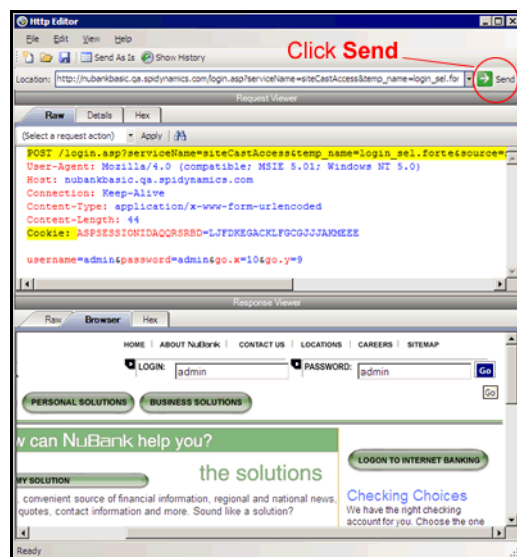 Http Editor
File Edit View Help
Send As Is Show History
Click Send
Location: http://nubankbasic.qa.spidynamics.com/login.asp?serviceName=siteCastAccess&temp_name=login_sel.for Send
Request Viewer
Raw Details Hex
(Select a request action) Apply
POST /login.asp?serviceName=siteCastAccess&temp_name=login_sel.forte&source=
User-Agent: Mozilla/4.0 (compatible; MSIE 5.01; Windows NT 5.0)
Host: nubankbasic.qa.spidynamics.com
Connection: Keep-Alive
Content-Type: application/x-www-form-urlencoded
Content-Length: 44
Cookie: ASPSESSIONIDAQQRSRBD=LJFDKEGACKLFGCGJJJAKMEEE
username=admin&password=admin&go.x=10&go.y=9
Response Viewer
Raw Browser Hex
HOME | ABOUT NuBank | CONTACT US | LOCATIONS | CAREERS | SITEMAP
LOGIN: admin PASSWORD: admin Go
Go
PERSONAL SOLUTIONS BUSINESS SOLUTIONS
w can NuBank help you?
LOGON TO INTERNET BANKING
MY SOLUTION the solutions
, convenient source of financial information, regional and national news,
quotes, contact information and more. Sound like a solution?
Checking Choices
We have the right checking
account for you. Choose the one
Ready